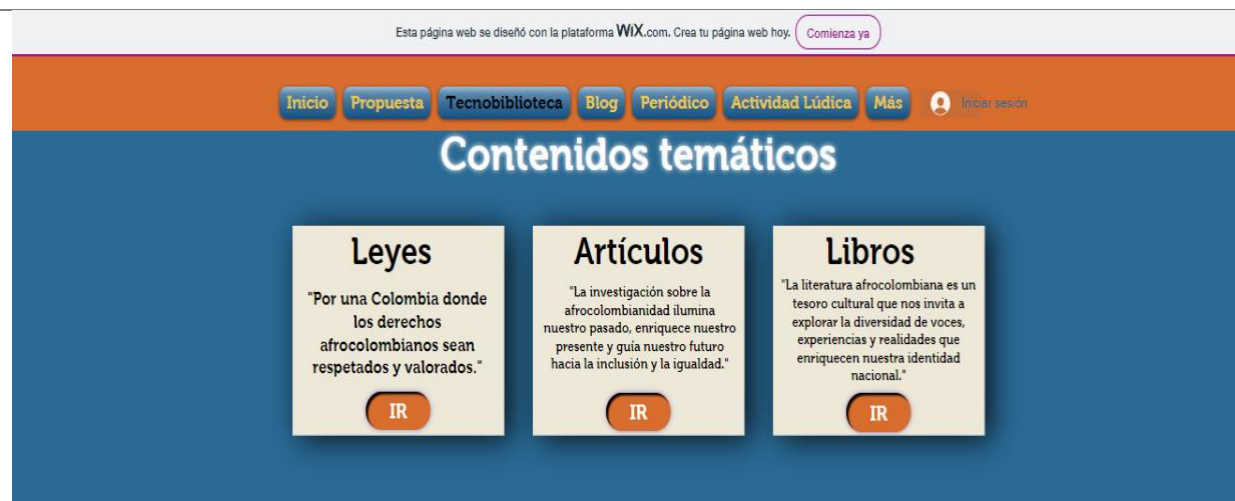 Esta página web se diseñó con la plataforma WiX.com. Crea tu página web hoy. Comienza ya
Inicio Propuesta Tecnobiblioteca Blog Periódico Actividad Lúdica Más Iniciar sesión
Contenidos temáticos
Leyes
"Por una Colombia donde
los derechos
afrocolombianos sean
respetados y valorados."
IR
Artículos
"La investigación sobre la
afrocolombianidad ilumina
nuestro pasado, enriquece nuestro
presente y guía nuestro futuro
hacia la inclusión y la igualdad."
IR
Libros
"La literatura afrocolombiana es un
tesoro cultural que nos invita a
explorar la diversidad de voces,
experiencias y realidades que
enriquecen nuestra identidad
nacional."
IR